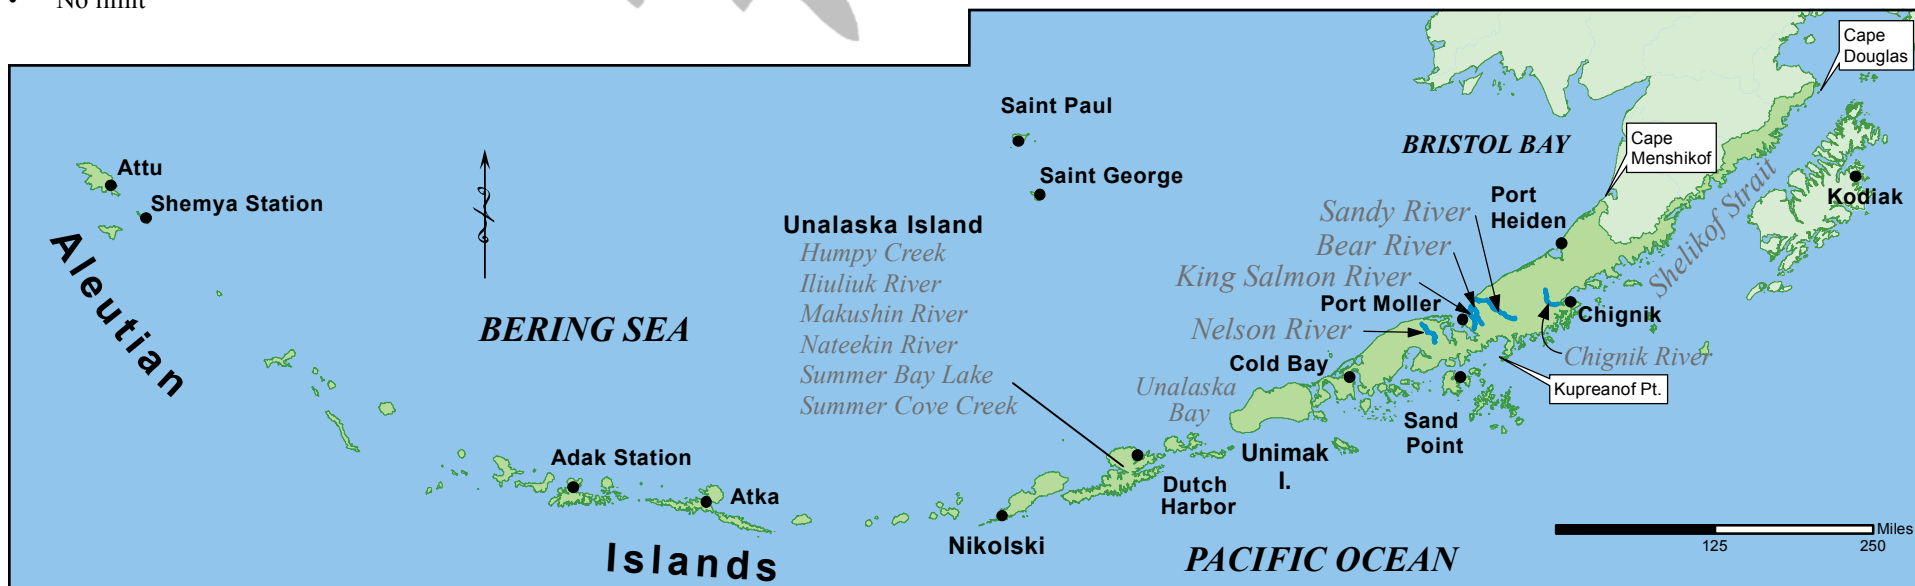 • No limit
Cape
Douglas
Saint Paul
BRISTOL BAY
Cape
Menshikof
Attu
Saint George
Kodiak
Shemya Station
Port
Heiden
Sandy River
Unalaska Island
Humpy Creek
Iliuliuk River
Makushin River
Nateekin River
Summer Bay Lake
Summer Cove Creek
Bear River
Shelikof Strait
King Salmon River
Port Moller
Aleutian
BERING SEA
Chignik
Nelson River
Chignik River
Cold Bay
Kupreanof Pt.
Unalaska
Bay
Sand
Point
Unimak
I.
Adak Station
Atka
Dutch
Harbor
Nikolski
Islands
PACIFIC OCEAN
Miles
125
250